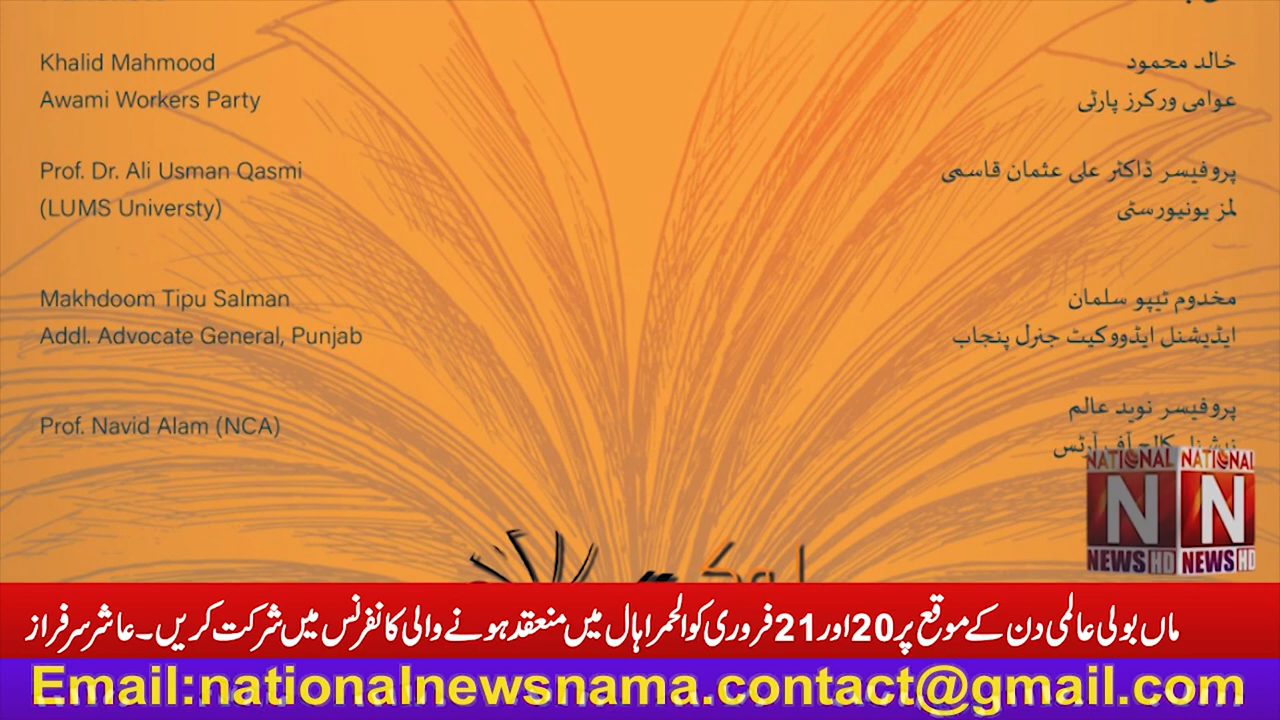 Khalid Mahmood
خالد محمود
Awami Workers Party
عوامی ورکرز پارٹی
Prof. Dr. Ali Usman Qasmi
پروفیسر ڈاکٹر علی عثمان قاسمی
(LUMS Universty)
لمز یونیورسٹی
Makhdoom Tipu Salman
مخدوم ٹیپو سلمان
Addl. Advocate General, Punjab
ایڈیشنل ایڈووکیٹ جنرل پنجاب
Prof. Navid Alam (NCA)
پروفیسر نوید عالم
نیشنل کالج آف آرٹس
NATIONAL NATIONAL
N N
NEWS HD NEWS HD
ماں بولی عالمی دن کے موقع پر 20 اور 21 فروری کو الحمرا ہال میں منعقد ہونے والی کانفرنس میں شرکت کریں۔ عاشر سرفراز
Email:nationalnewsnama.contact@gmail.com